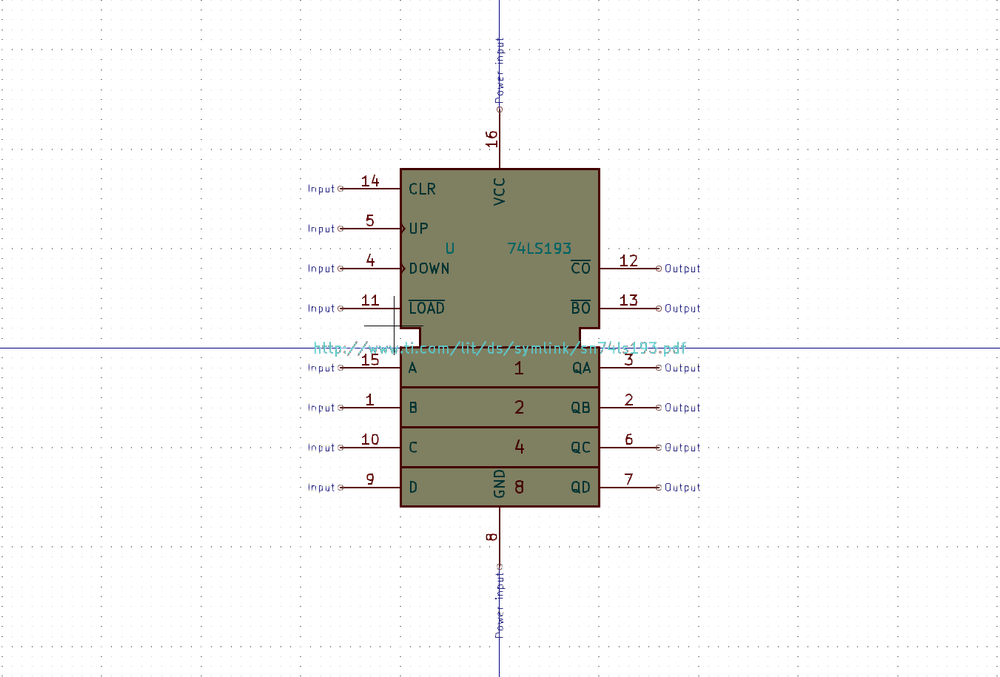 Power input
16
VCC
Input 14 CLR
Input 5 UP
U 74LS193
Input 4 DOWN CO 12 Output
Input 11 LOAD BO 13 Output
http://www.ti.com/lit/ds/symlink/sn74ls193.pdf
Input 15 A 1 QA 3 Output
Input 1 B 2 QB 2 Output
Input 10 C 4 QC 6 Output
Input 9 D GND 8 QD 7 Output
8
Power input